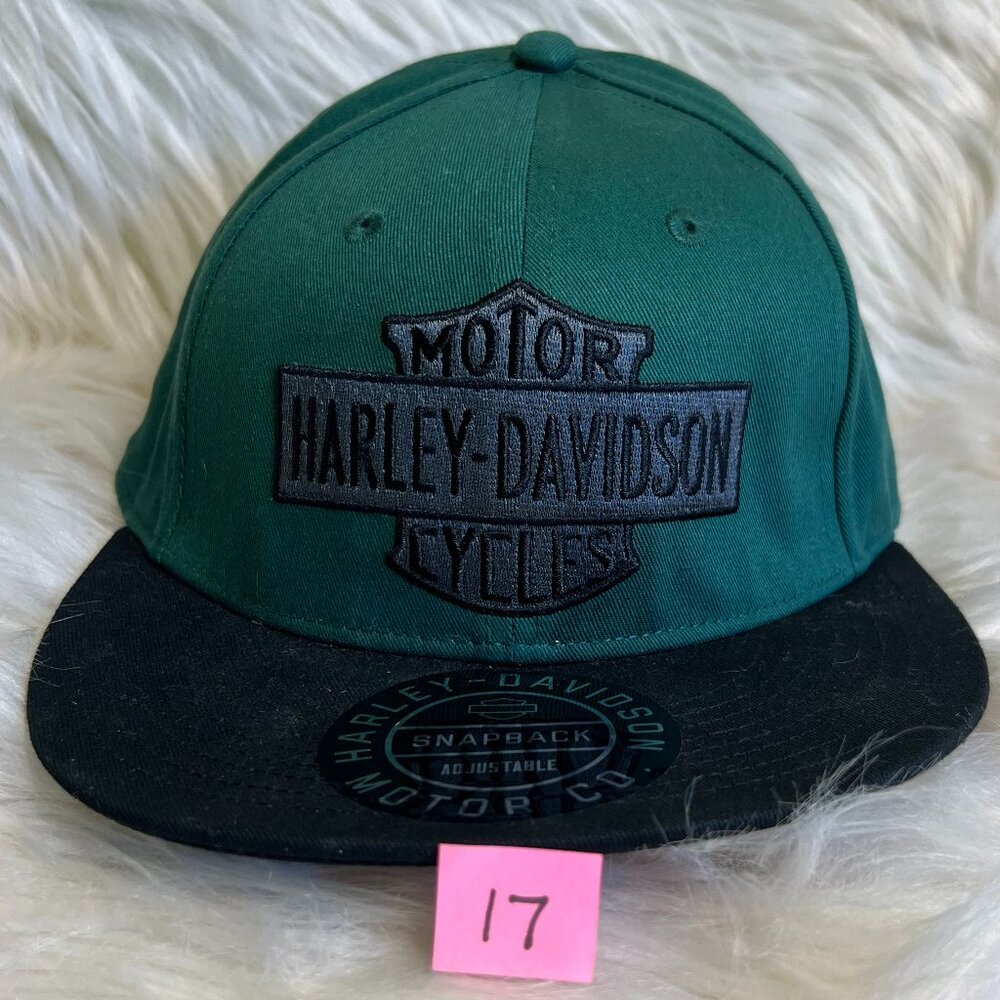 MOTOR
HARLEY-DAVIDSON
CYCLES
HARLEY-DAVIDSON
SNAPBACK
ADJUSTABLE
MOTOR CO.
17